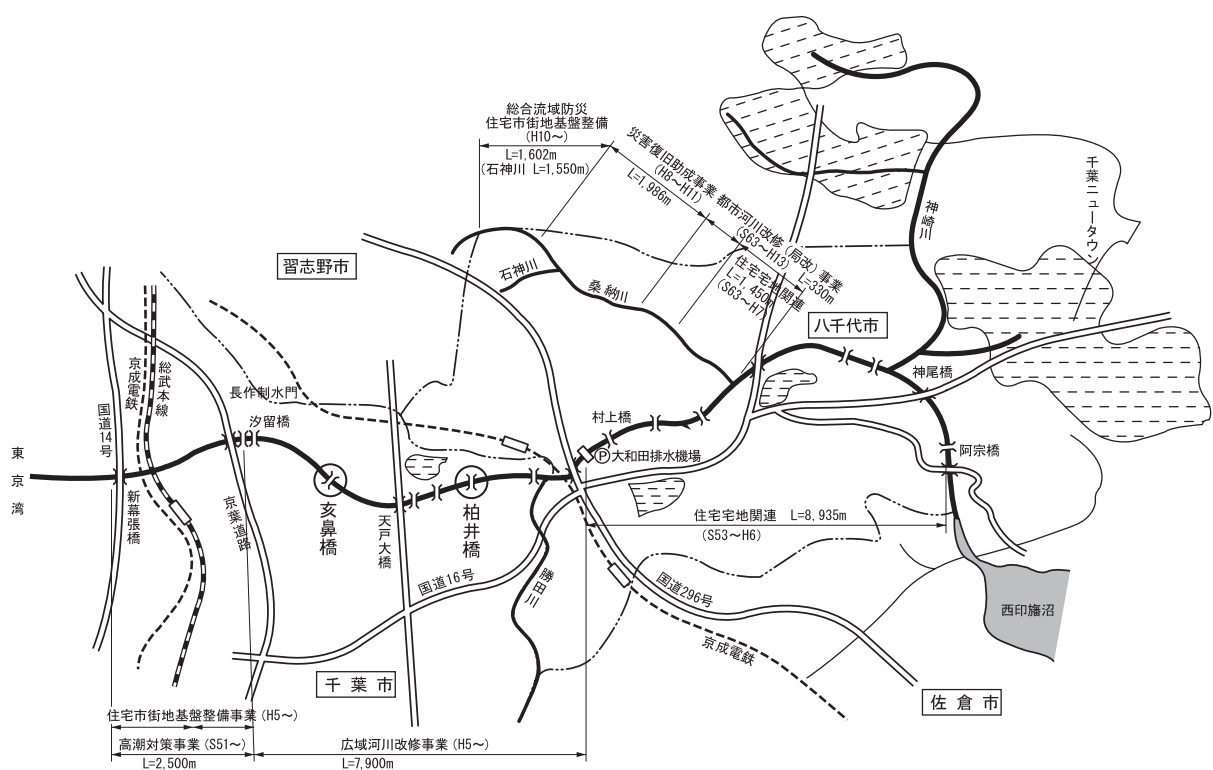 総合流域防災
住宅市街地基盤整備
(H10～)
L=1,602m
(石神川 L=1,550m)
災害復旧助成事業
(H8～H11)
L=1,986m
都市河川改修(局改)事業
(S63～H13) L=330m
住宅宅地関連
L=1,450m
(S63～H7)
千葉ニュータウン
神崎川
習志野市
石神川
桑納川
八千代市
神尾橋
京成電鉄
総武本線
長作制水門
国道14号
汐留橋
村上橋
Ⓟ大和田排水機場
阿宗橋
東京湾
新幕張橋
京葉道路
亥鼻橋
天戸大橋
柏井橋
住宅宅地関連 L=8,935m
(S53～H6)
国道16号
勝田川
国道296号
西印旛沼
京成電鉄
千葉市
佐倉市
住宅市街地基盤整備事業(H5～)
高潮対策事業(S51～)
L=2,500m
広域河川改修事業(H5～)
L=7,900m